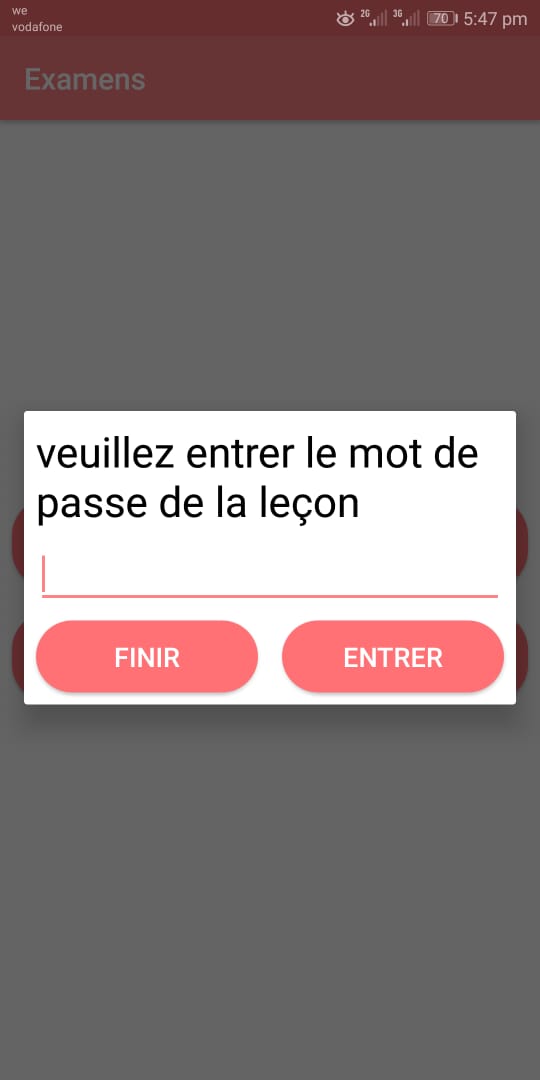 we
vodafone
2G
3G
70
5:47 pm
Examens
veuillez entrer le mot de
passe de la leçon
FINIR
ENTRER